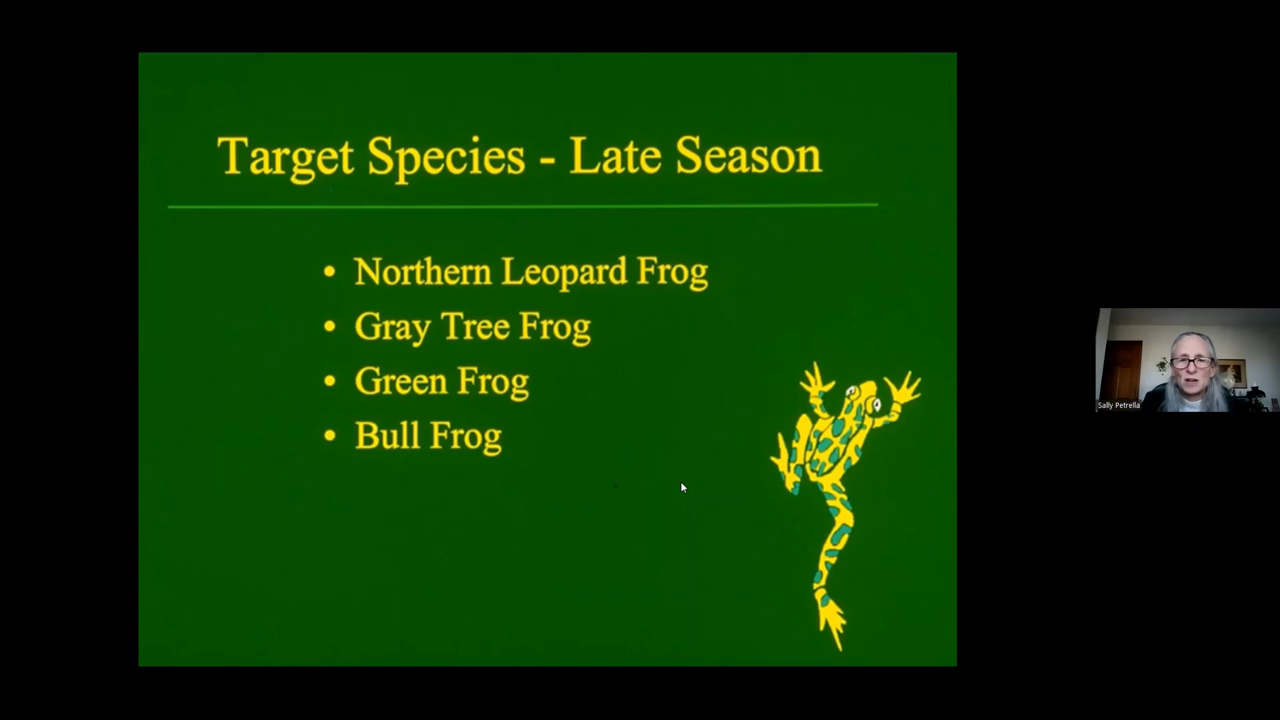 Target Species - Late Season
• Northern Leopard Frog
• Gray Tree Frog
• Green Frog
• Bull Frog
Sally Petrella